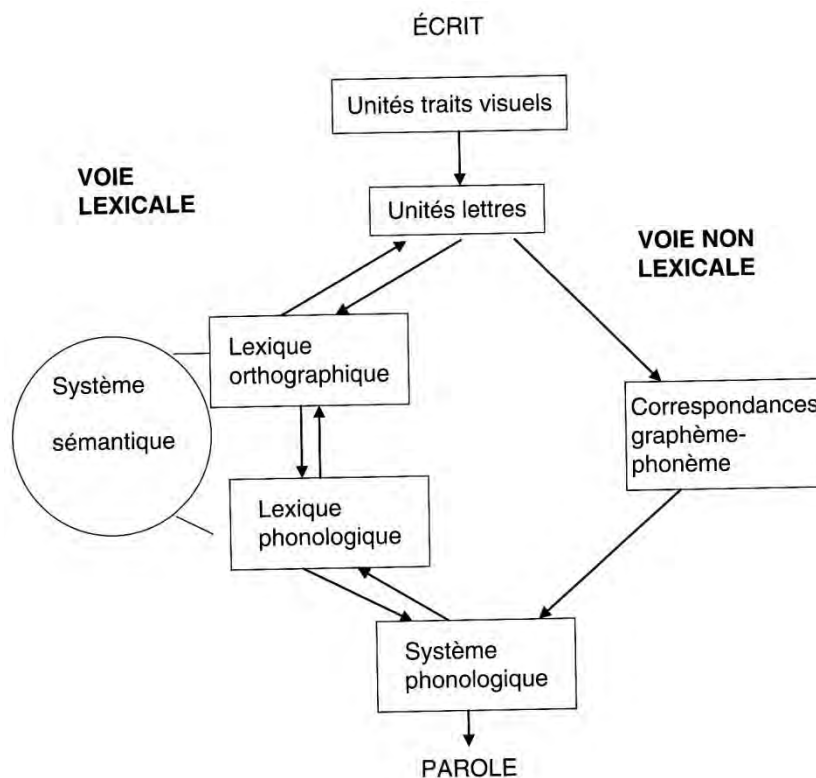 ÉCRIT
Unités traits visuels
VOIE
LEXICALE
Unités lettres
VOIE NON
LEXICALE
Lexique
orthographique
Système
sémantique
Correspondances
graphème-
phonème
Lexique
phonologique
Système
phonologique
PAROLE